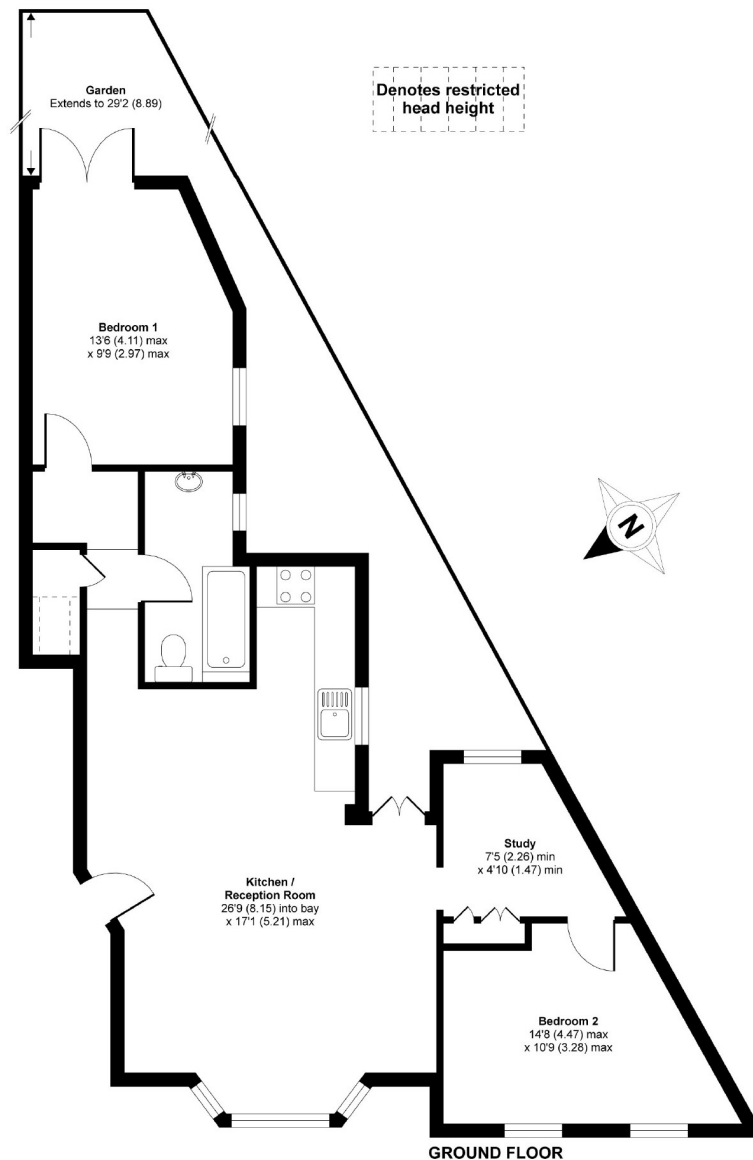 Garden
Extends to 29'2 (8.89)
Denotes restricted
head height
Bedroom 1
13'6 (4.11) max
x 9'9 (2.97) max
N
Kitchen /
Reception Room
26'9 (8.15) into bay
x 17'1 (5.21) max
Study
7'5 (2.26) min
x 4'10 (1.47) min
Bedroom 2
14'8 (4.47) max
x 10'9 (3.28) max
GROUND FLOOR